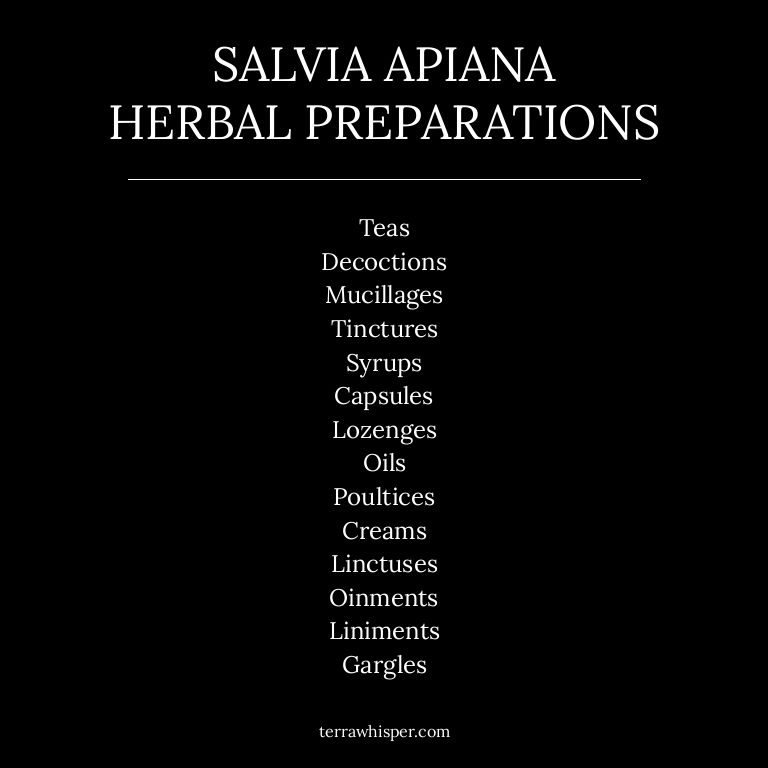 SALVIA APIANA
HERBAL PREPARATIONS
Teas
Decoctions
Mucillages
Tinctures
Syrups
Capsules
Lozenges
Oils
Poultices
Creams
Linctuses
Oinments
Liniments
Gargles
terrawhisper.com